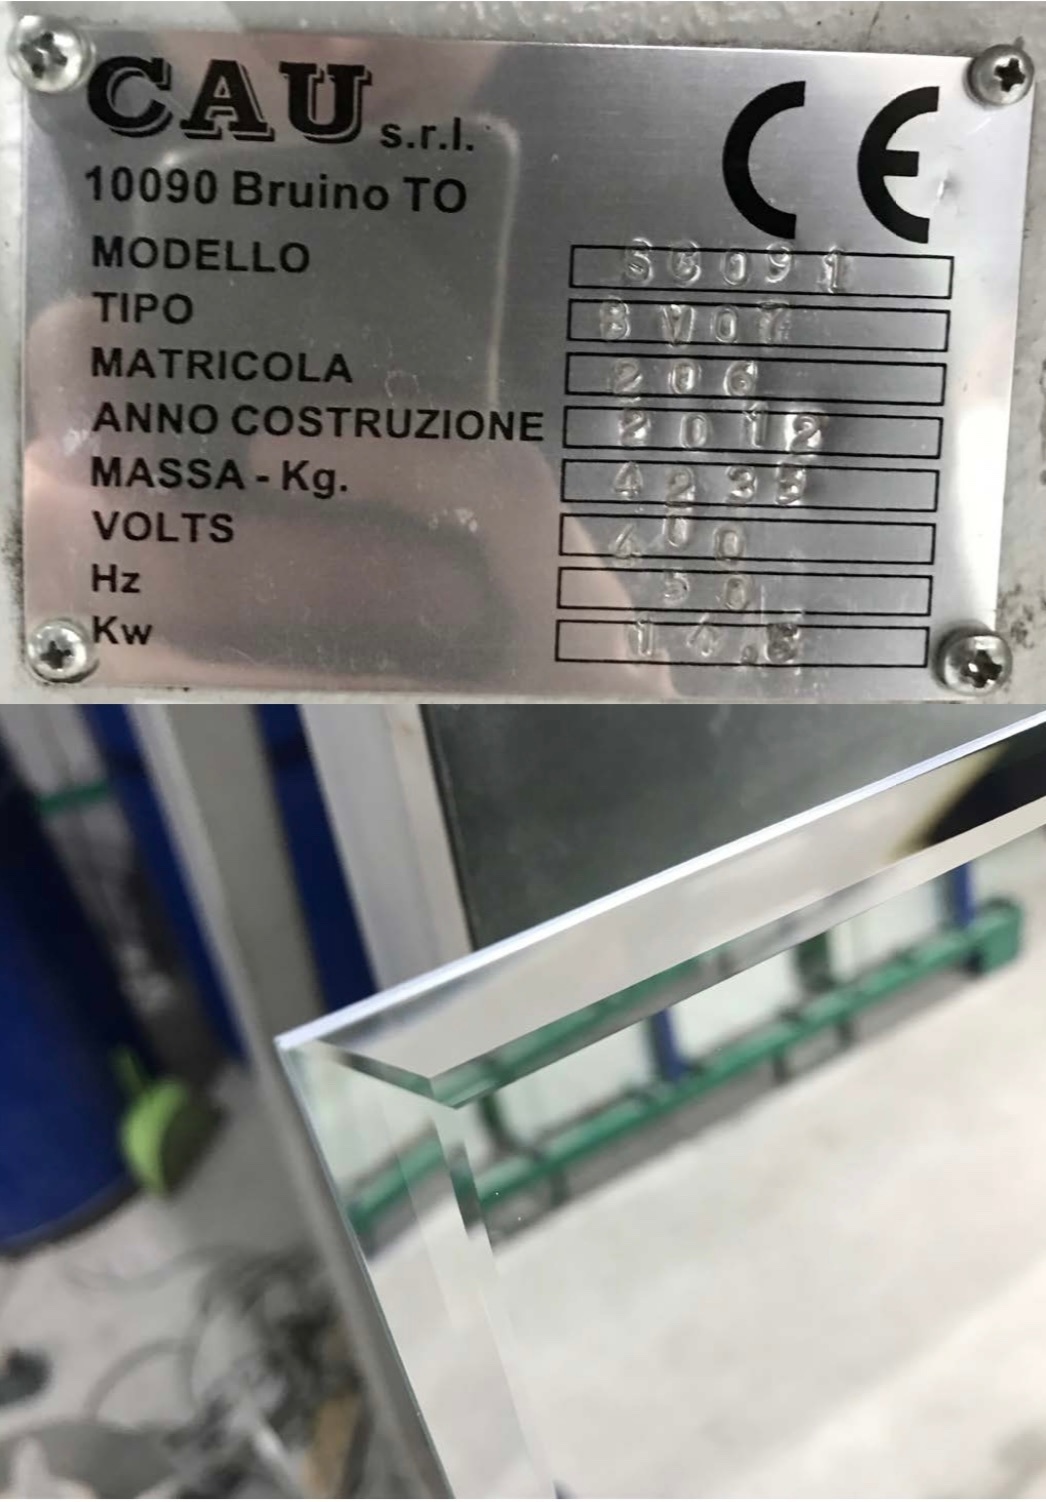 CAU s.r.l.
CE
10090 Bruino TO
MODELLO
TIPO
MATRICOLA 206
ANNO COSTRUZIONE 2012
MASSA - Kg. 4235
VOLTS 400
Hz 50
Kw